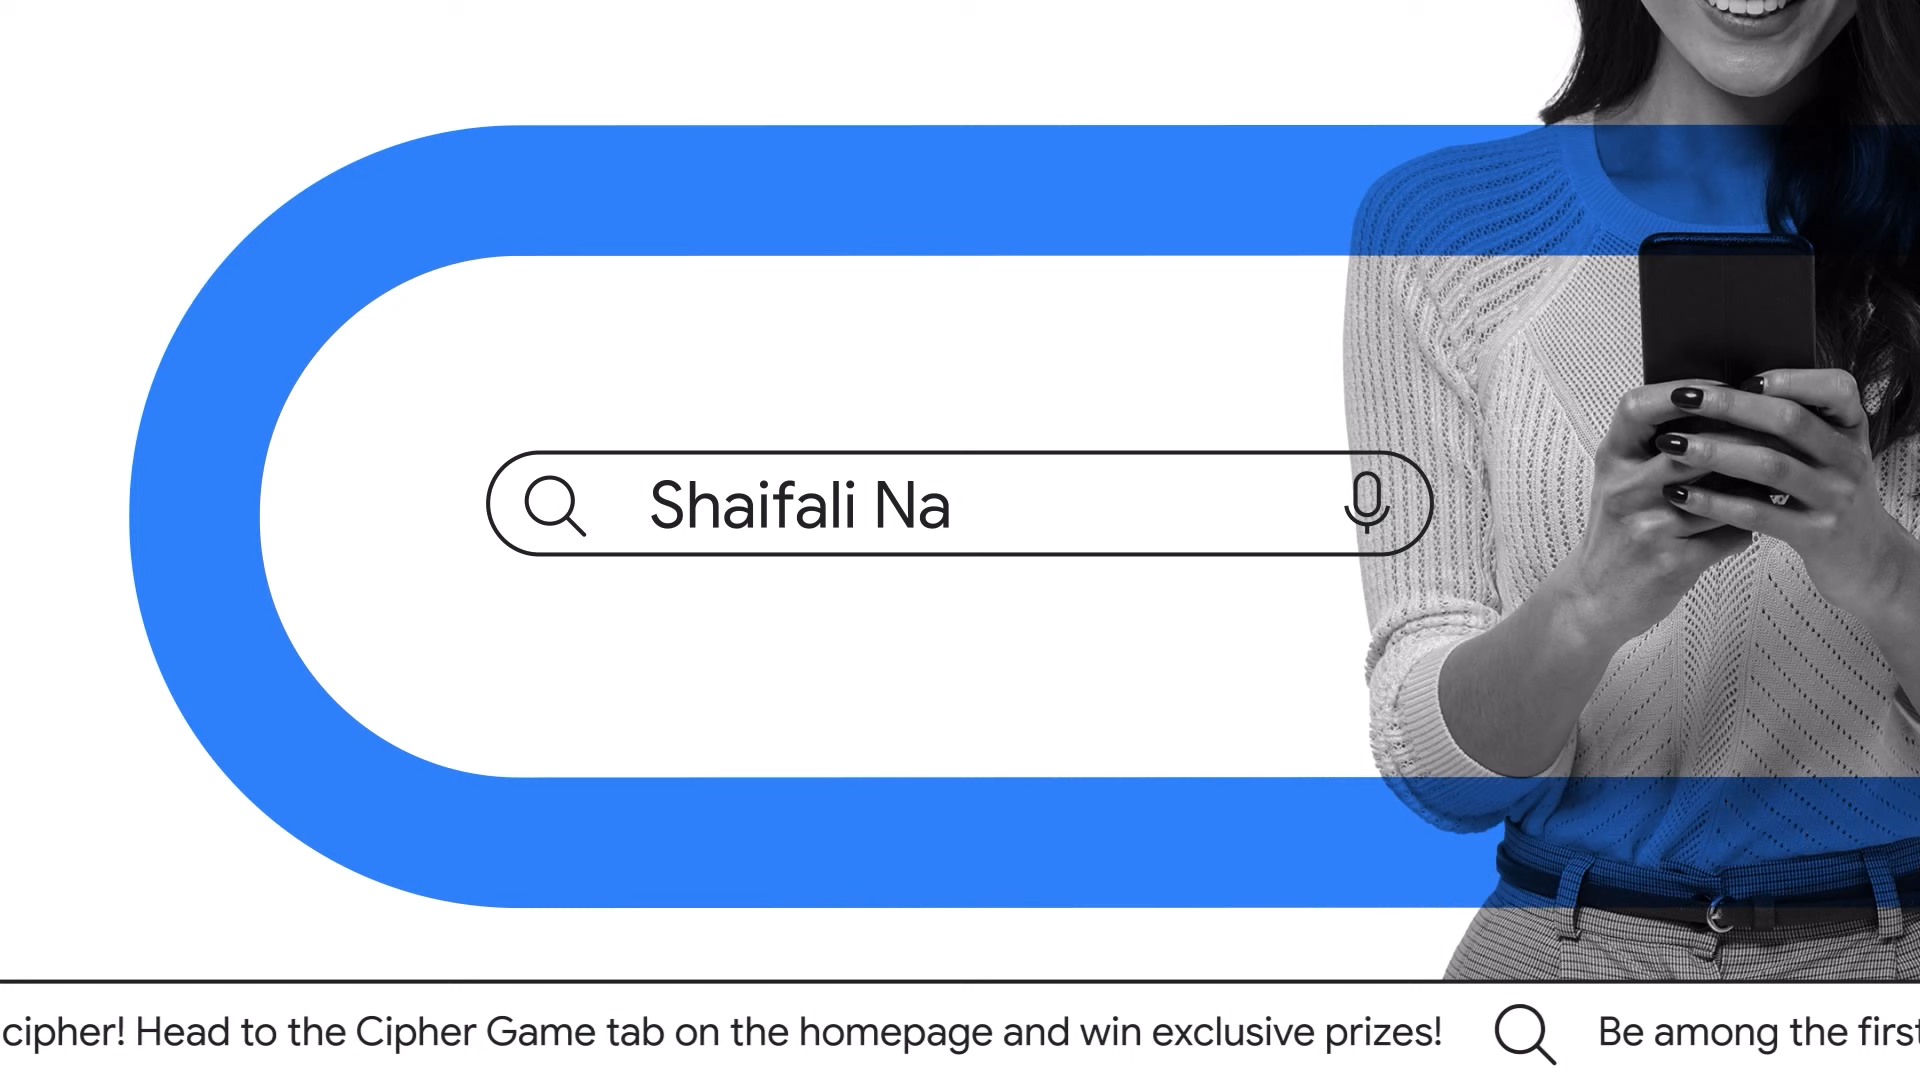 Shaifali Na
cipher! Head to the Cipher Game tab on the homepage and win exclusive prizes! Be among the first